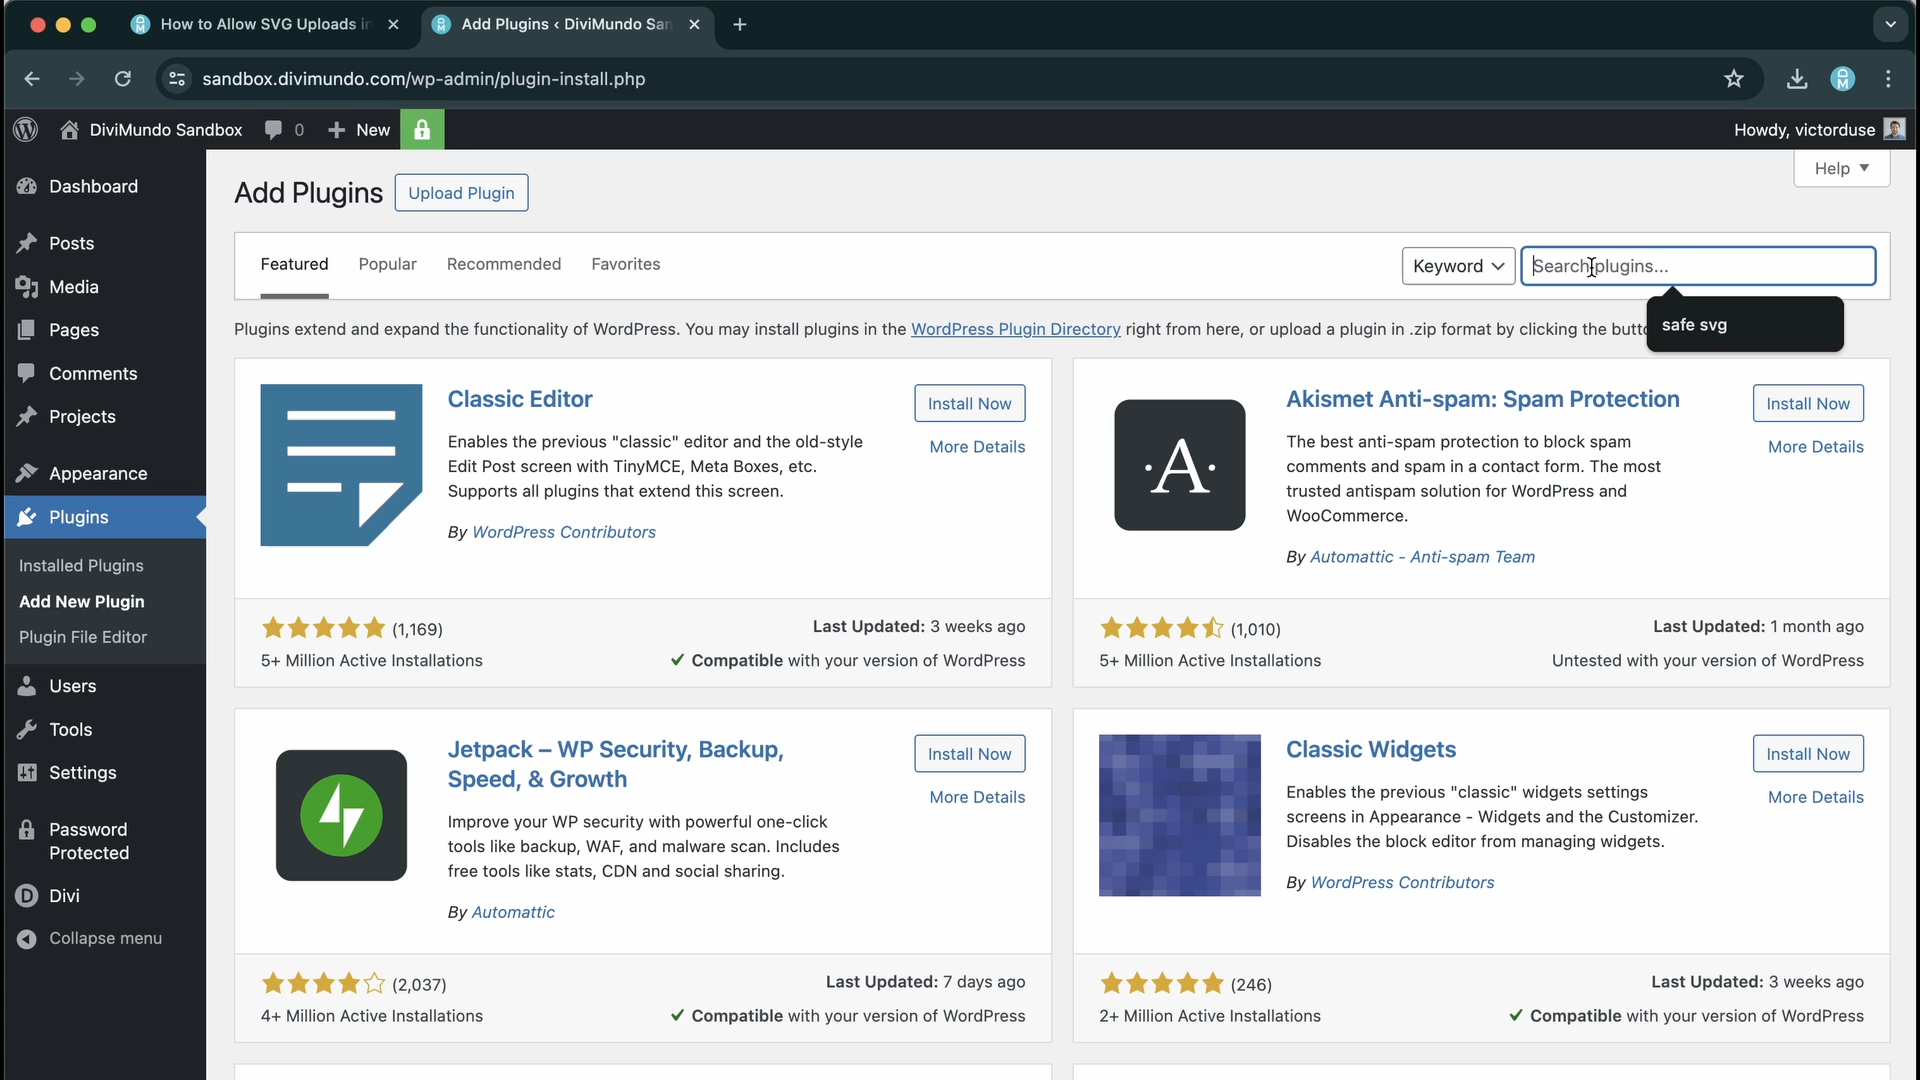 How to Allow SVG Uploads in
Add Plugins ‹ DiviMundo San
sandbox.divimundo.com/wp-admin/plugin-install.php
DiviMundo Sandbox
0
New
Howdy, victorduse
Help
Dashboard
Posts
Media
Pages
Comments
Projects
Appearance
Plugins
Installed Plugins
Add New Plugin
Plugin File Editor
Users
Tools
Settings
Password
Protected
Divi
Collapse menu
Add Plugins
Upload Plugin
Featured
Popular
Recommended
Favorites
Keyword
Search plugins...
safe svg
Plugins extend and expand the functionality of WordPress. You may install plugins in the WordPress Plugin Directory right from here, or upload a plugin in .zip format by clicking the
Classic Editor
Install Now
More Details
Enables the previous "classic" editor and the old-style
Edit Post screen with TinyMCE, Meta Boxes, etc.
Supports all plugins that extend this screen.
By WordPress Contributors
(1,169)
Last Updated: 3 weeks ago
5+ Million Active Installations
Compatible with your version of WordPress
·A·
Akismet Anti-spam: Spam Protection
Install Now
More Details
The best anti-spam protection to block spam
comments and spam in a contact form. The most
trusted antispam solution for WordPress and
WooCommerce.
By Automattic - Anti-spam Team
(1,010)
Last Updated: 1 month ago
5+ Million Active Installations
Untested with your version of WordPress
Jetpack – WP Security, Backup,
Speed, & Growth
Install Now
More Details
Improve your WP security with powerful one-click
tools like backup, WAF, and malware scan. Includes
free tools like stats, CDN and social sharing.
By Automattic
(2,037)
Last Updated: 7 days ago
4+ Million Active Installations
Compatible with your version of WordPress
Classic Widgets
Install Now
More Details
Enables the previous "classic" widgets settings
screens in Appearance - Widgets and the Customizer.
Disables the block editor from managing widgets.
By WordPress Contributors
(246)
Last Updated: 3 weeks ago
2+ Million Active Installations
Compatible with your version of WordPress